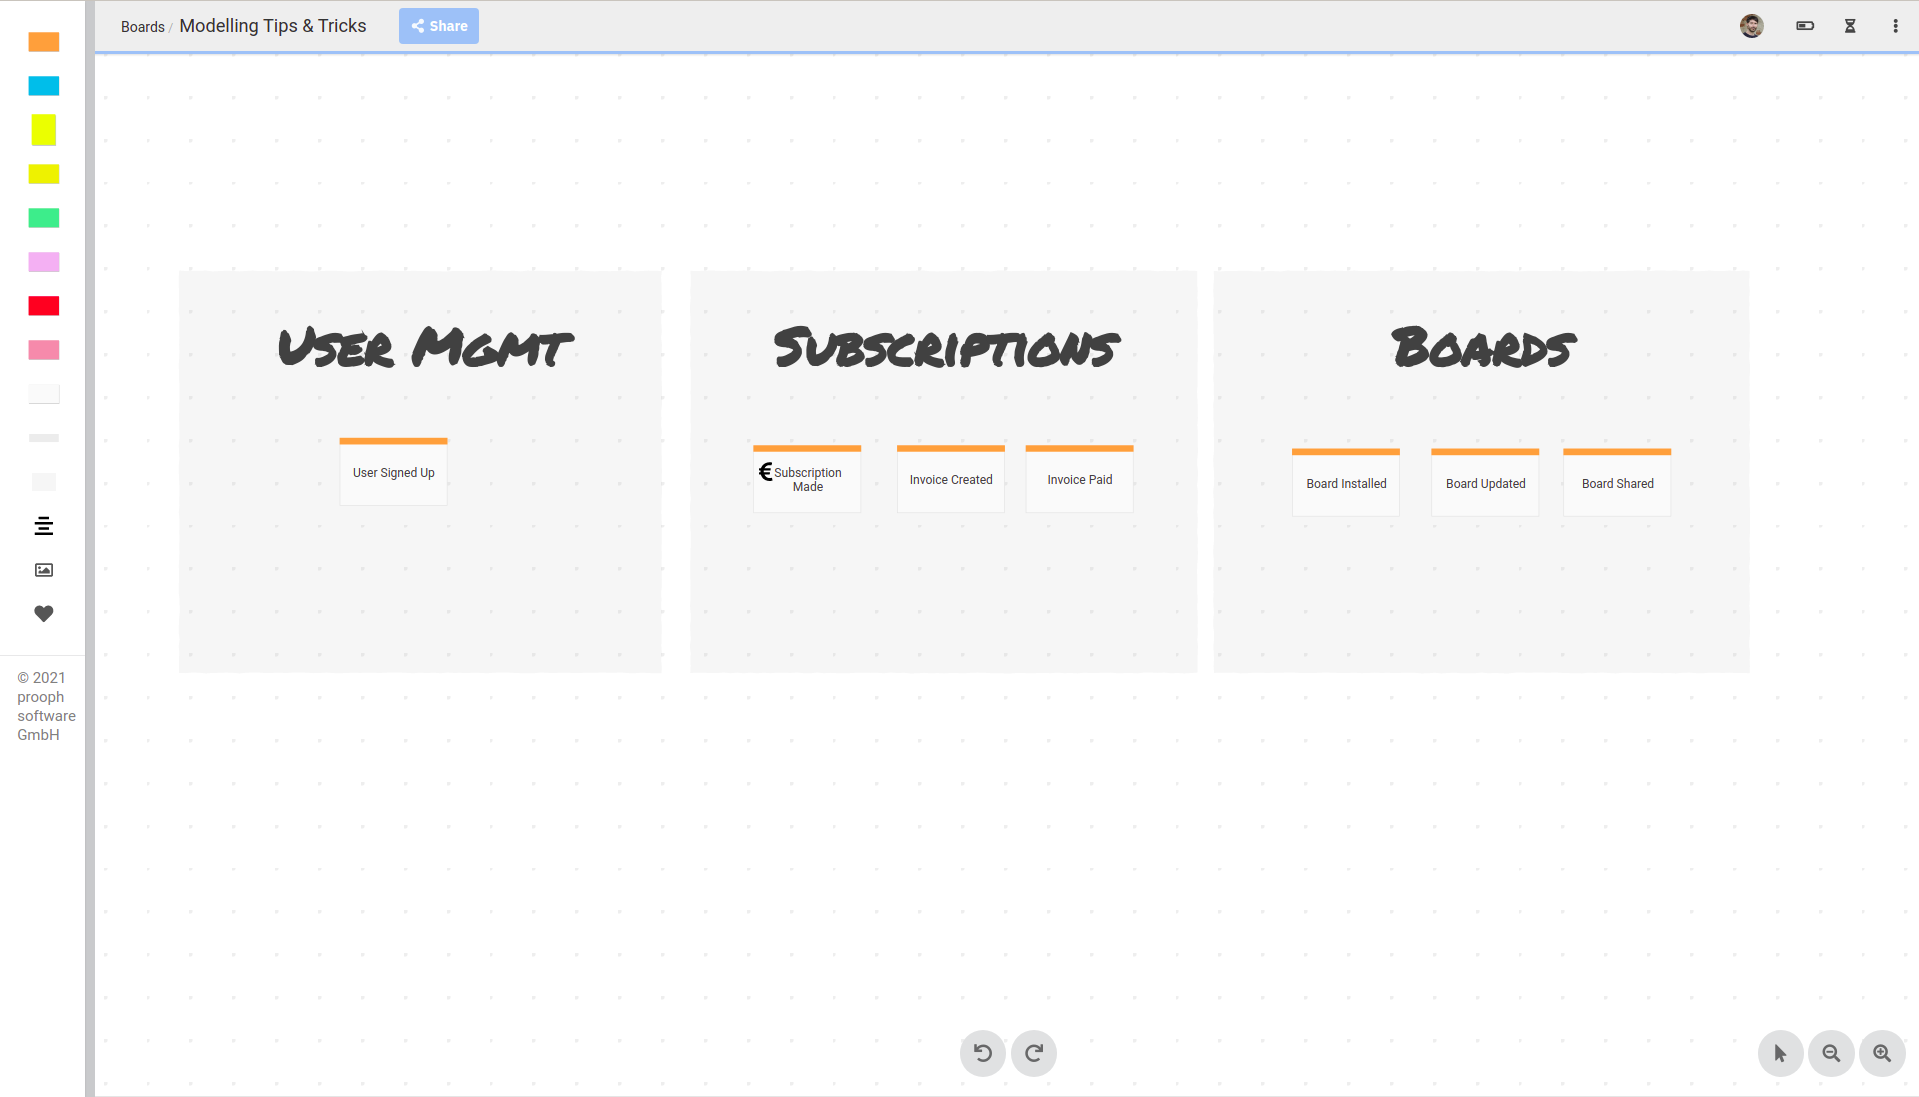 Boards / Modelling Tips & Tricks
Share
User Mgmt
User Signed Up
Subscriptions
€ Subscription
Made
Invoice Created
Invoice Paid
Boards
Board Installed
Board Updated
Board Shared
© 2021
prooph
software
GmbH